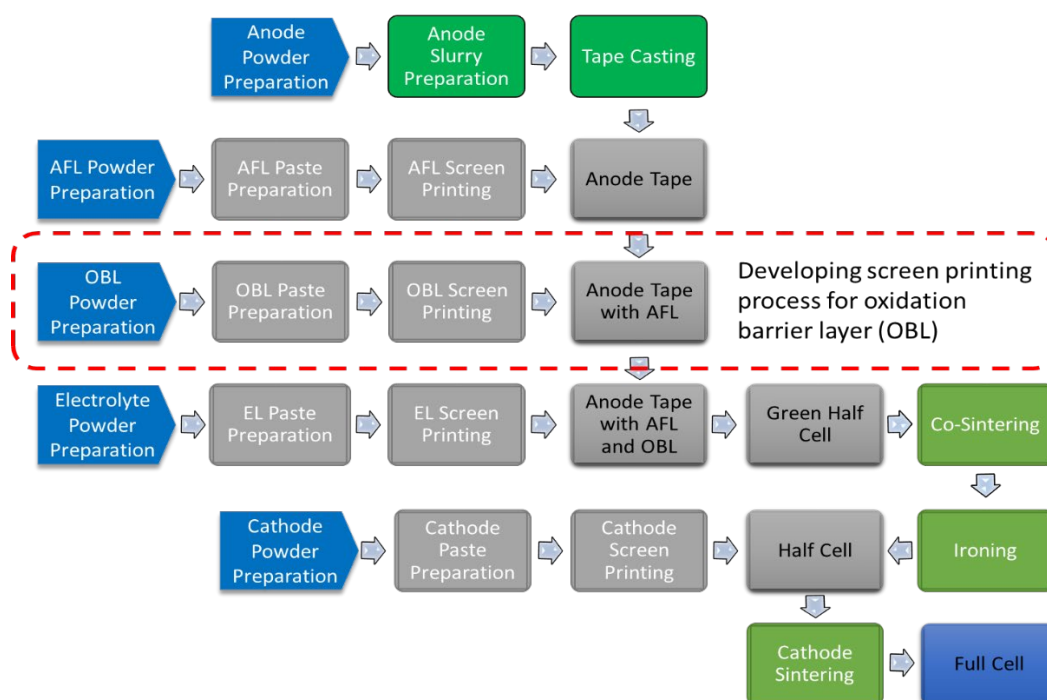 Anode
Powder
Preparation
Anode
Slurry
Preparation
Tape Casting
AFL Powder
Preparation
AFL Paste
Preparation
AFL Screen
Printing
Anode Tape
OBL
Powder
Preparation
OBL Paste
Preparation
OBL Screen
Printing
Anode Tape
with AFL
Developing screen printing
process for oxidation
barrier layer (OBL)
Electrolyte
Powder
Preparation
EL Paste
Preparation
EL Screen
Printing
Anode Tape
with AFL
and OBL
Green Half
Cell
Co-Sintering
Cathode
Powder
Preparation
Cathode
Paste
Preparation
Cathode
Screen
Printing
Half Cell
Ironing
Cathode
Sintering
Full Cell